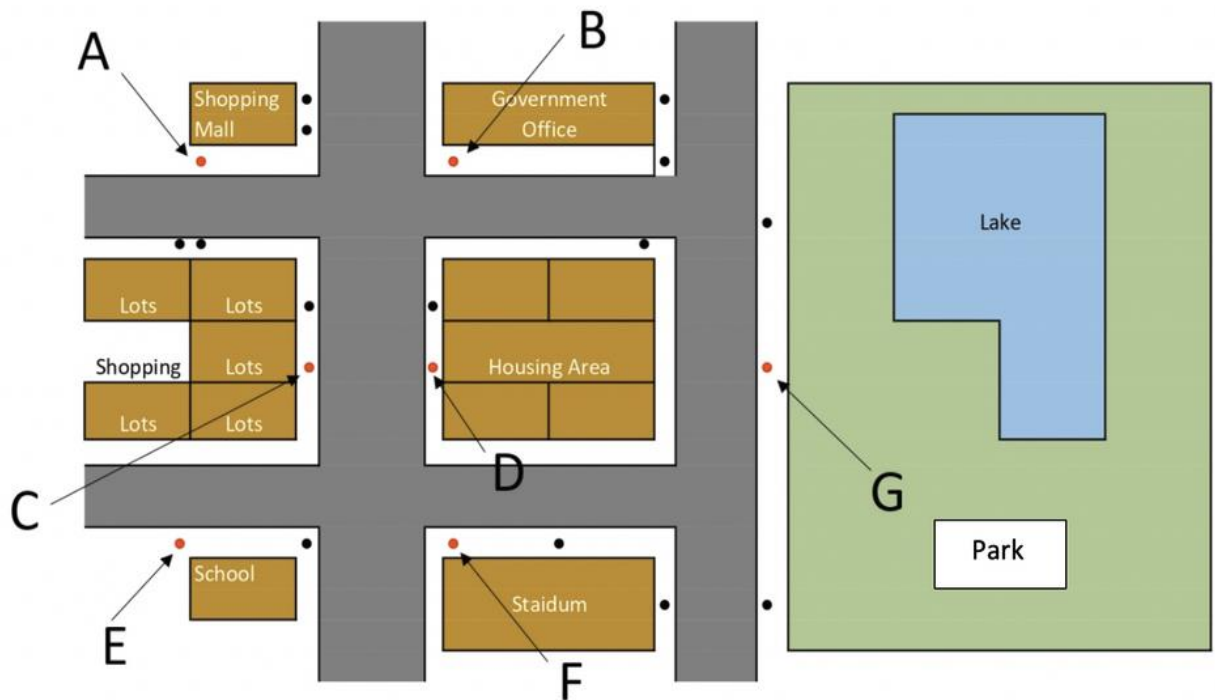 A
B
Shopping
Mall
Government
Office
Lake
Lots
Lots
Shopping
Lots
Housing Area
Lots
Lots
C
D
G
Park
School
Staidum
E
F